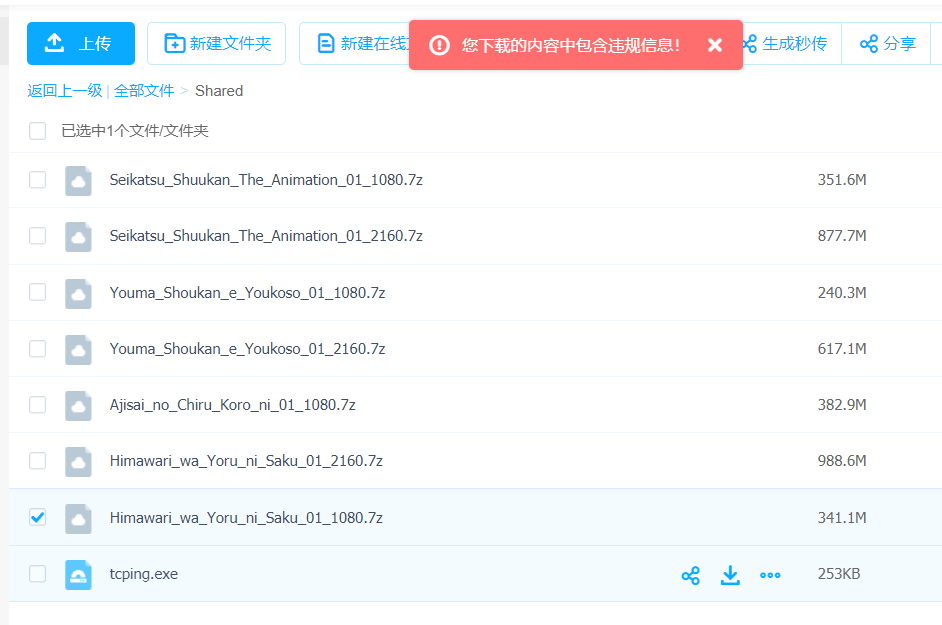 上传 新建文件夹 新建在线 您下载的内容中包含违规信息! 生成秒传 分享
返回上一级 | 全部文件 > Shared
已选中1个文件/文件夹
Seikatsu_Shuukan_The_Animation_01_1080.7z 351.6M
Seikatsu_Shuukan_The_Animation_01_2160.7z 877.7M
Youma_Shoukan_e_Youkoso_01_1080.7z 240.3M
Youma_Shoukan_e_Youkoso_01_2160.7z 617.1M
Ajisai_no_Chiru_Koro_ni_01_1080.7z 382.9M
Himawari_wa_Yoru_ni_Saku_01_2160.7z 988.6M
Himawari_wa_Yoru_ni_Saku_01_1080.7z 341.1M
tcping.exe 253KB